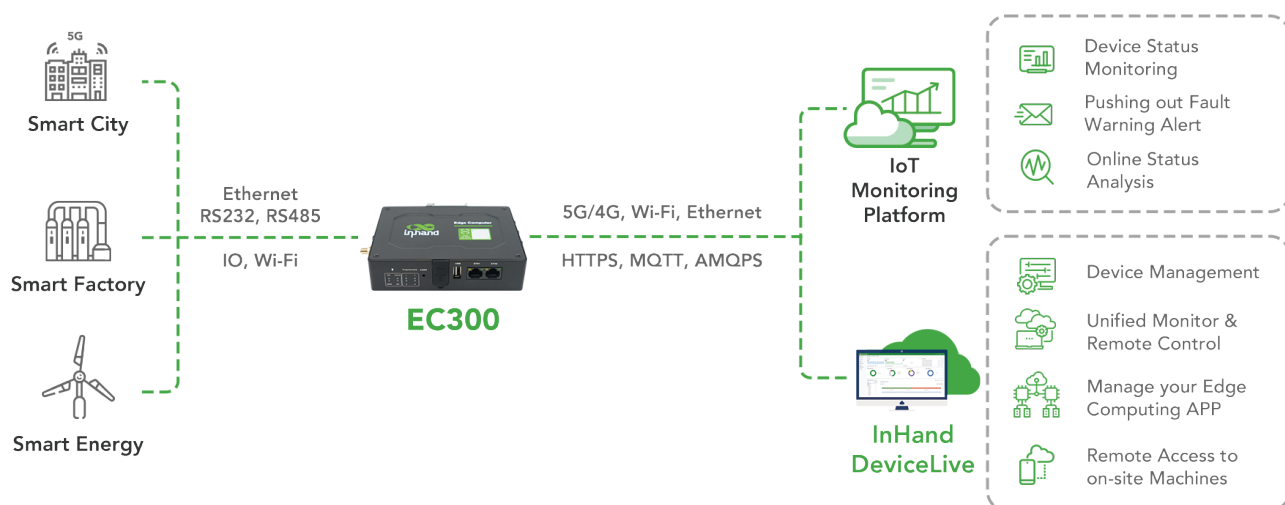 5G
Smart City
Smart Factory
Smart Energy
Ethernet
RS232, RS485
IO, Wi-Fi
inhand
Edge Computer
EC300
5G/4G, Wi-Fi, Ethernet
HTTPS, MQTT, AMQPS
IoT
Monitoring
Platform
InHand
DeviceLive
Device Status
Monitoring
Pushing out Fault
Warning Alert
Online Status
Analysis
Device Management
Unified Monitor &
Remote Control
Manage your Edge
Computing APP
Remote Access to
on-site Machines